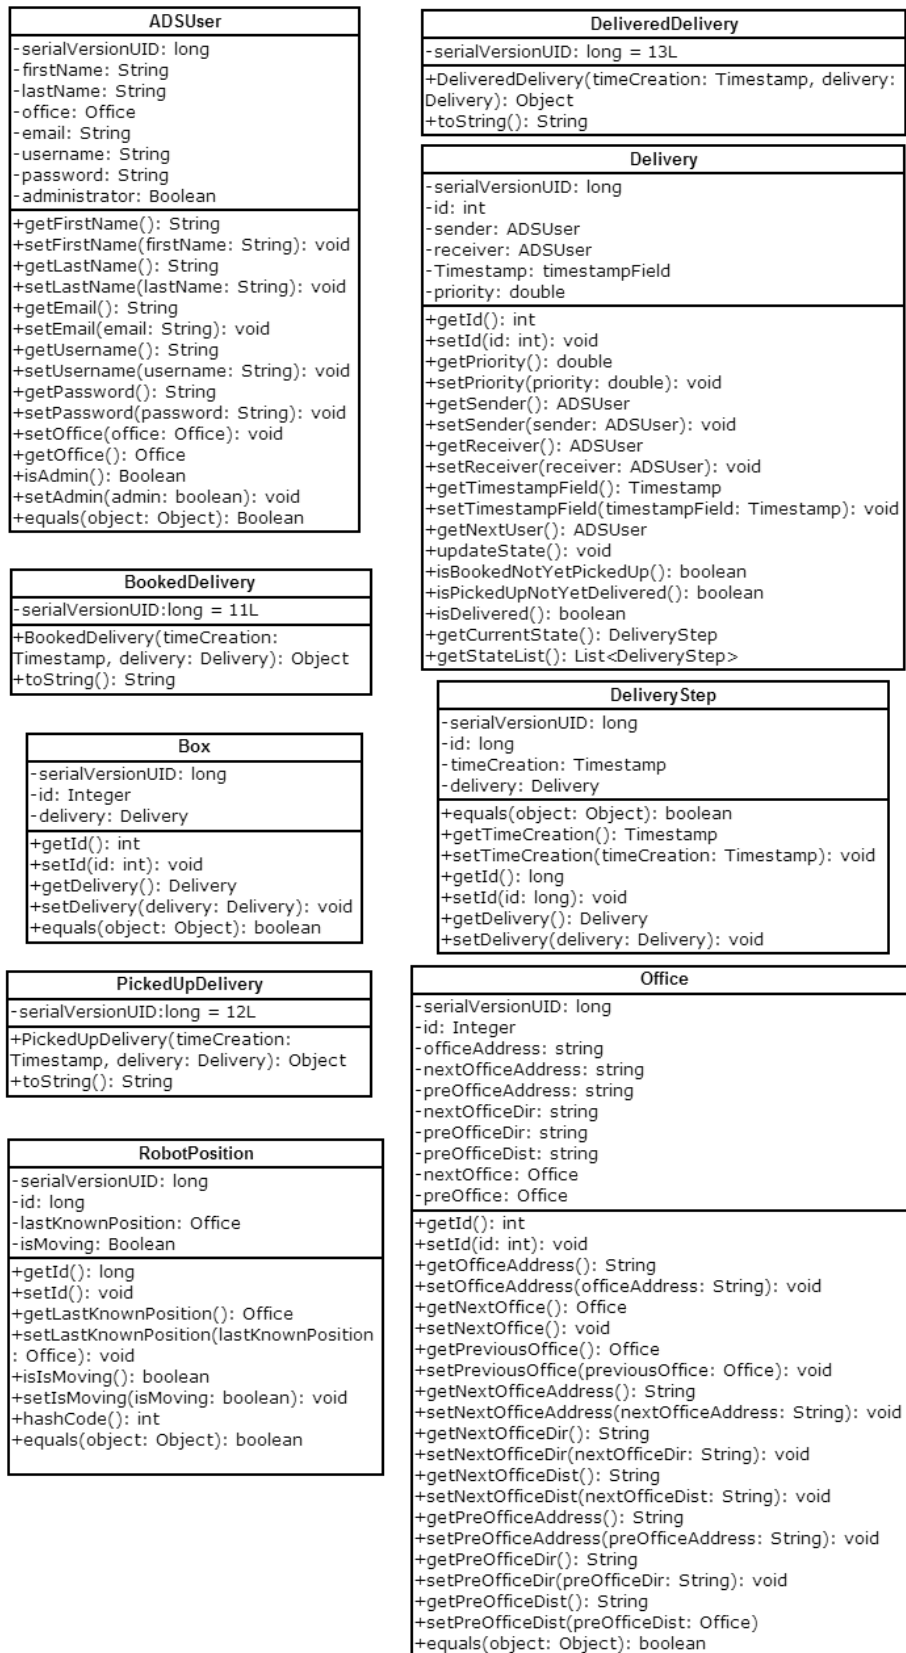 ADSUser
-serialVersionUID: long
-firstName: String
-lastName: String
-office: Office
-email: String
-username: String
-password: String
-administrator: Boolean
+getFirstName(): String
+setFirstName(firstName: String): void
+getLastName(): String
+setLastName(lastName: String): void
+getEmail(): String
+setEmail(email: String): void
+getUsername(): String
+setUsername(username: String): void
+getPassword(): String
+setPassword(password: String): void
+setOffice(office: Office): void
+getOffice(): Office
+isAdmin(): Boolean
+setAdmin(admin: boolean): void
+equals(object: Object): Boolean
BookedDelivery
-serialVersionUID:long = 11L
+BookedDelivery(timeCreation:
Timestamp, delivery: Delivery): Object
+toString(): String
Box
-serialVersionUID: long
-id: Integer
-delivery: Delivery
+getId(): int
+setId(id: int): void
+getDelivery(): Delivery
+setDelivery(delivery: Delivery): void
+equals(object: Object): boolean
PickedUpDelivery
-serialVersionUID:long = 12L
+PickedUpDelivery(timeCreation:
Timestamp, delivery: Delivery): Object
+toString(): String
RobotPosition
-serialVersionUID: long
-id: long
-lastKnownPosition: Office
-isMoving: Boolean
+getId(): long
+setId(): void
+getLastKnownPosition(): Office
+setLastKnownPosition(lastKnownPosition
: Office): void
+isIsMoving(): boolean
+setIsMoving(isMoving: boolean): void
+hashCode(): int
+equals(object: Object): boolean
DeliveredDelivery
-serialVersionUID: long = 13L
+DeliveredDelivery(timeCreation: Timestamp, delivery:
Delivery): Object
+toString(): String
Delivery
-serialVersionUID: long
-id: int
-sender: ADSUser
-receiver: ADSUser
-Timestamp: timestampField
-priority: double
+getId(): int
+setId(id: int): void
+getPriority(): double
+setPriority(priority: double): void
+getSender(): ADSUser
+setSender(sender: ADSUser): void
+getReceiver(): ADSUser
+setReceiver(receiver: ADSUser): void
+getTimestampField(): Timestamp
+setTimestampField(timestampField: Timestamp): void
+getNextUser(): ADSUser
+updateState(): void
+isBookedNotYetPickedUp(): boolean
+isPickedUpNotYetDelivered(): boolean
+isDelivered(): boolean
+getCurrentState(): DeliveryStep
+getStateList(): List<DeliveryStep>
DeliveryStep
-serialVersionUID: long
-id: long
-timeCreation: Timestamp
-delivery: Delivery
+equals(object: Object): boolean
+getTimeCreation(): Timestamp
+setTimeCreation(timeCreation: Timestamp): void
+getId(): long
+setId(id: long): void
+getDelivery(): Delivery
+setDelivery(delivery: Delivery): void
Office
-serialVersionUID: long
-id: Integer
-officeAddress: string
-nextOfficeAddress: string
-preOfficeAddress: string
-nextOfficeDir: string
-preOfficeDir: string
-preOfficeDist: string
-nextOffice: Office
-preOffice: Office
+getId(): int
+setId(id: int): void
+getOfficeAddress(): String
+setOfficeAddress(officeAddress: String): void
+getNextOffice(): Office
+setNextOffice(): void
+getPreviousOffice(): Office
+setPreviousOffice(previousOffice: Office): void
+getNextOfficeAddress(): String
+setNextOfficeAddress(nextOfficeAddress: String): void
+getNextOfficeDir(): String
+setNextOfficeDir(nextOfficeDir: String): void
+getNextOfficeDist(): String
+setNextOfficeDist(nextOfficeDist: String): void
+getPreOfficeAddress(): String
+setPreOfficeAddress(preOfficeAddress: String): void
+getPreOfficeDir(): String
+setPreOfficeDir(preOfficeDir: String): void
+getPreOfficeDist(): String
+setPreOfficeDist(preOfficeDist: Office)
+equals(object: Object): boolean